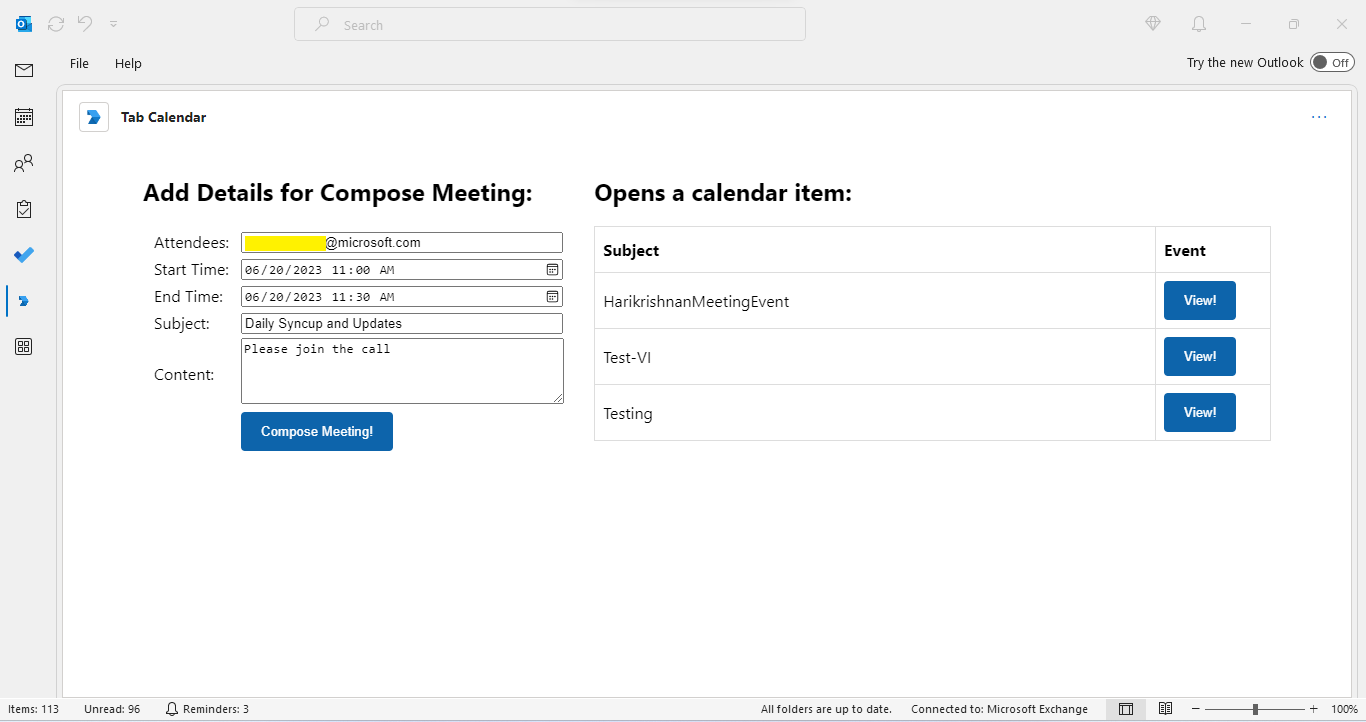 Search
File Help
Try the new Outlook Off
Tab Calendar
Add Details for Compose Meeting:
Attendees: @microsoft.com
Start Time: 06/20/2023 11:00 AM
End Time: 06/20/2023 11:30 AM
Subject: Daily Syncup and Updates
Content: Please join the call
Compose Meeting!
Opens a calendar item:
Subject Event
HarikrishnanMeetingEvent View!
Test-VI View!
Testing View!
Items: 113 Unread: 96 Reminders: 3 All folders are up to date. Connected to: Microsoft Exchange 100%